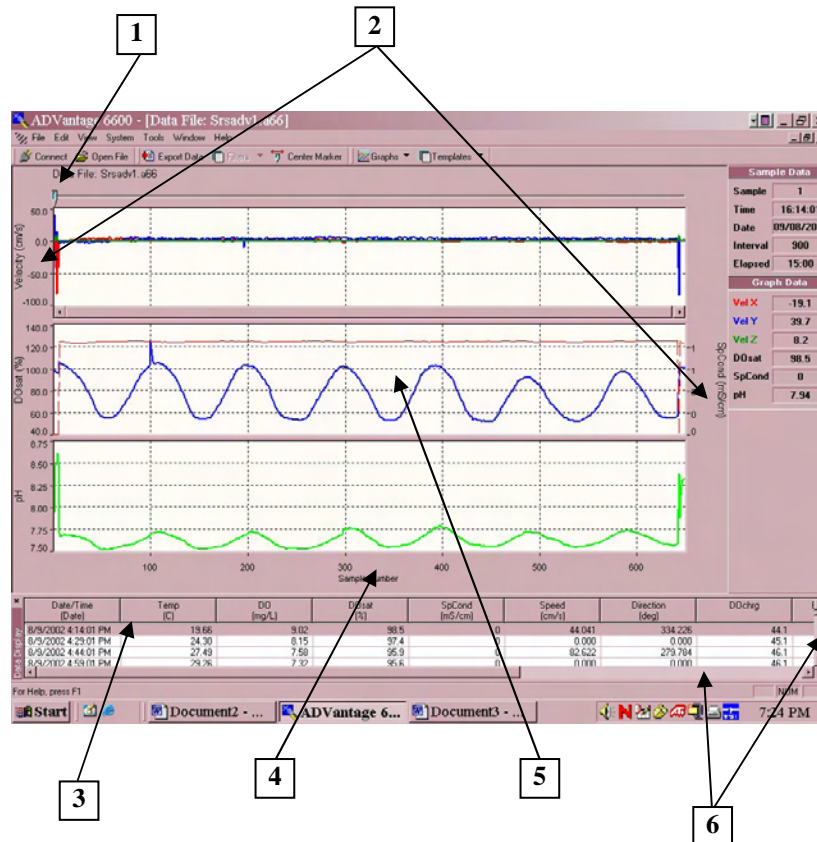 1
2
ADVantage 6600 - [Data File: Srsadv1.a66]
File Edit View System Tools Window Help
Connect Open File Export Data Filters Center Marker Graphs Templates
Data File: Srsadv1.a66
Velocity (cm/s)
50.0
0.0
-50.0
-100.0
DOsat (%)
140.0
120.0
100.0
80.0
60.0
40.0
SpCond (mS/cm)
1
1
0
0
pH
8.75
8.50
8.25
8.00
7.75
7.50
100 200 300 400 500 600
Sample Number
Sample Data
Sample 1
Time 16:14:01
Date 09/08/20
Interval 900
Elapsed 15:00
Graph Data
Vel X -19.1
Vel Y 39.7
Vel Z 8.2
DOsat 98.5
SpCond 0
pH 7.94
Data Display
Date/Time Temp DO DOsat SpCond Speed Direction DOchrg
(Date) (C) (mg/L) (%) (mS/cm) (cm/s) (deg)
8/9/2002 4:14:01 PM 19.66 9.02 98.5 0 44.041 334.226 44.1
8/9/2002 4:29:01 PM 24.30 8.15 97.4 0 0.000 0.000 45.1
8/9/2002 4:44:01 PM 27.49 7.58 95.9 0 82.622 279.784 46.1
8/9/2002 4:59:01 PM 29.26 7.32 95.6 0 0.000 0.000 46.1
For Help, press F1
NUM
Start Document2 - ... ADVantage 6... Document3 - ... 7:24 PM
3
4
5
6